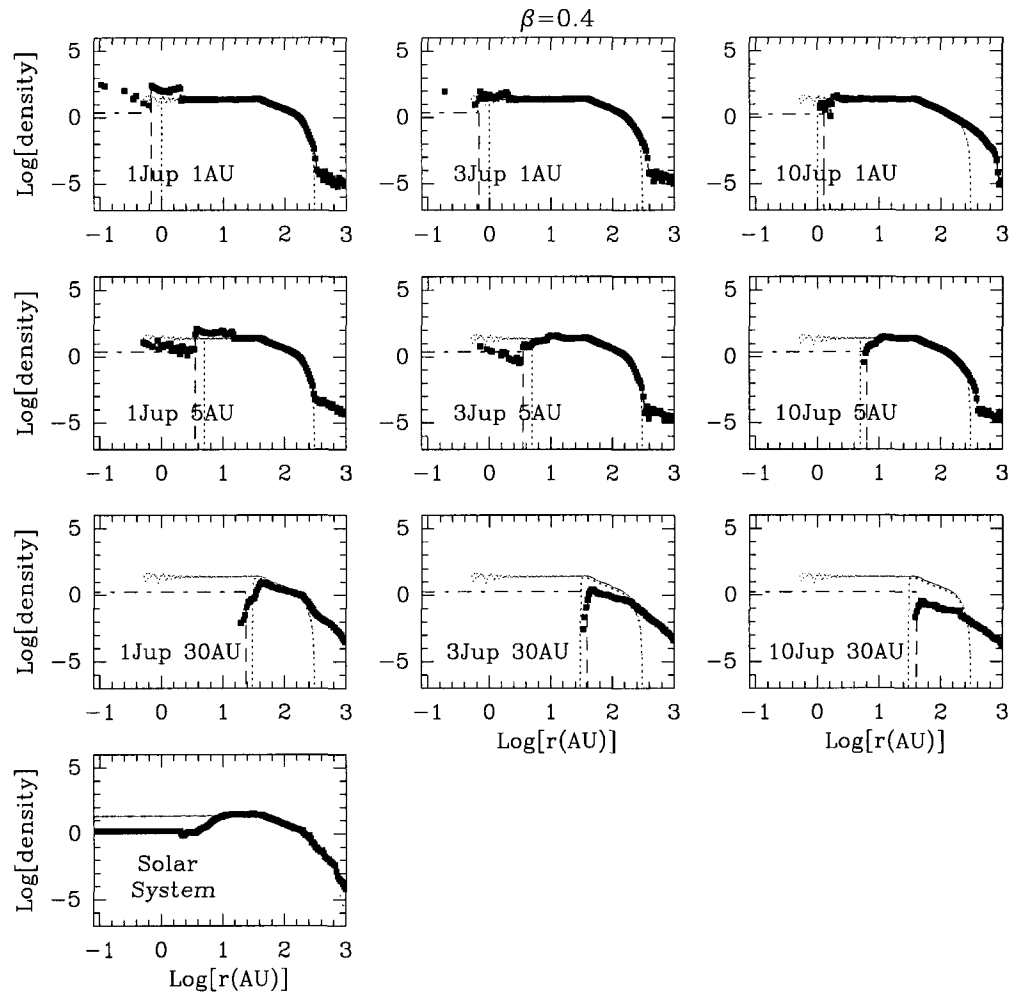 β=0.4
Log[density]
5
0
−5
1Jup 1AU
−1 0 1 2 3
5
0
−5
3Jup 1AU
−1 0 1 2 3
5
0
−5
10Jup 1AU
−1 0 1 2 3
Log[density]
5
0
−5
1Jup 5AU
−1 0 1 2 3
5
0
−5
3Jup 5AU
−1 0 1 2 3
5
0
−5
10Jup 5AU
−1 0 1 2 3
Log[density]
5
0
−5
1Jup 30AU
−1 0 1 2 3
5
0
−5
3Jup 30AU
−1 0 1 2 3
Log[r(AU)]
5
0
−5
10Jup 30AU
−1 0 1 2 3
Log[r(AU)]
Log[density]
5
0
−5
Solar
System
−1 0 1 2 3
Log[r(AU)]